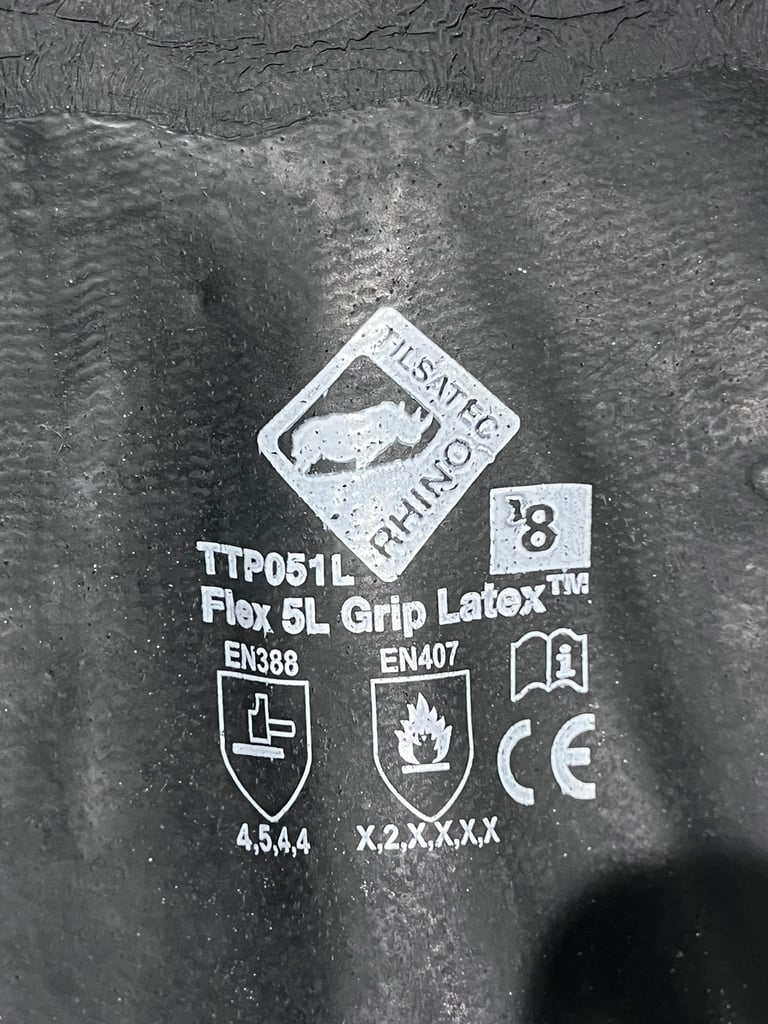 TILSATEC
RHINO
8
TTP051L
Flex 5L Grip Latex™
EN388
EN407
i
CE
4,5,4,4
X,2,X,X,X,X